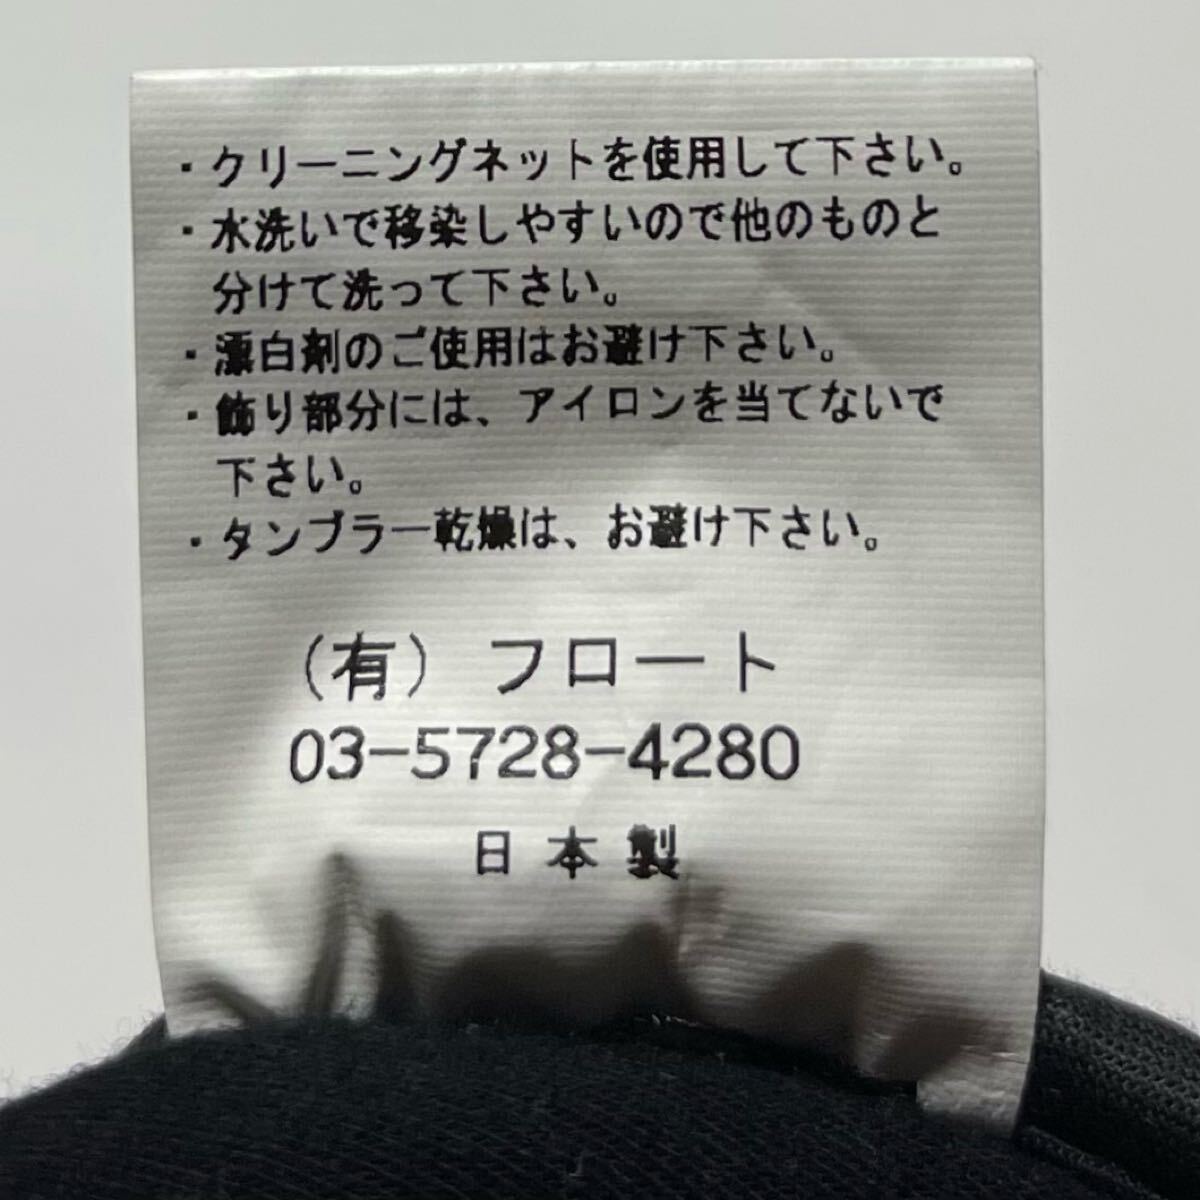 ・クリーニングネットを使用して下さい。
・水洗いで移染しやすいので他のものと
分けて洗って下さい。
・漂白剤のご使用はお避け下さい。
・飾り部分には、アイロンを当てないで
下さい。
・タンブラー乾燥は、お避け下さい。
(有) フロート
03-5728-4280
日本製